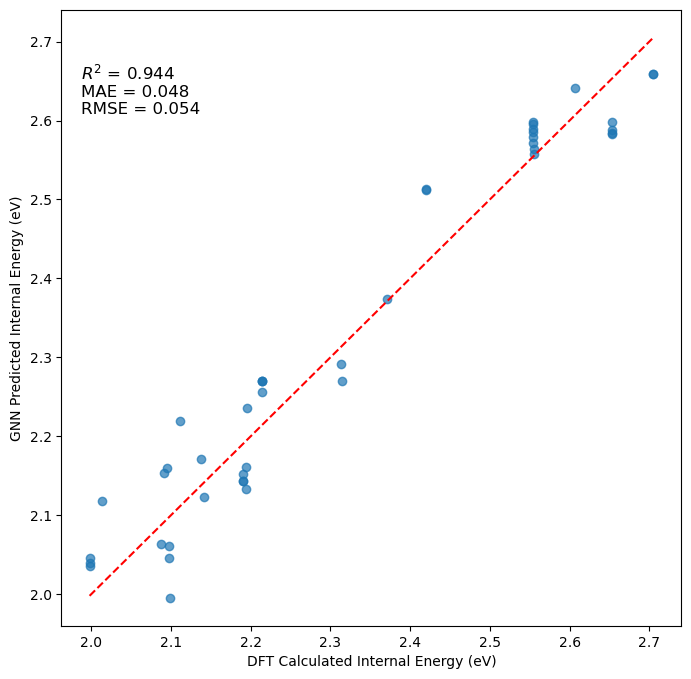 R² = 0.944
MAE = 0.048
RMSE = 0.054
GNN Predicted Internal Energy (eV)
2.7
2.6
2.5
2.4
2.3
2.2
2.1
2.0
2.0 2.1 2.2 2.3 2.4 2.5 2.6 2.7
DFT Calculated Internal Energy (eV)